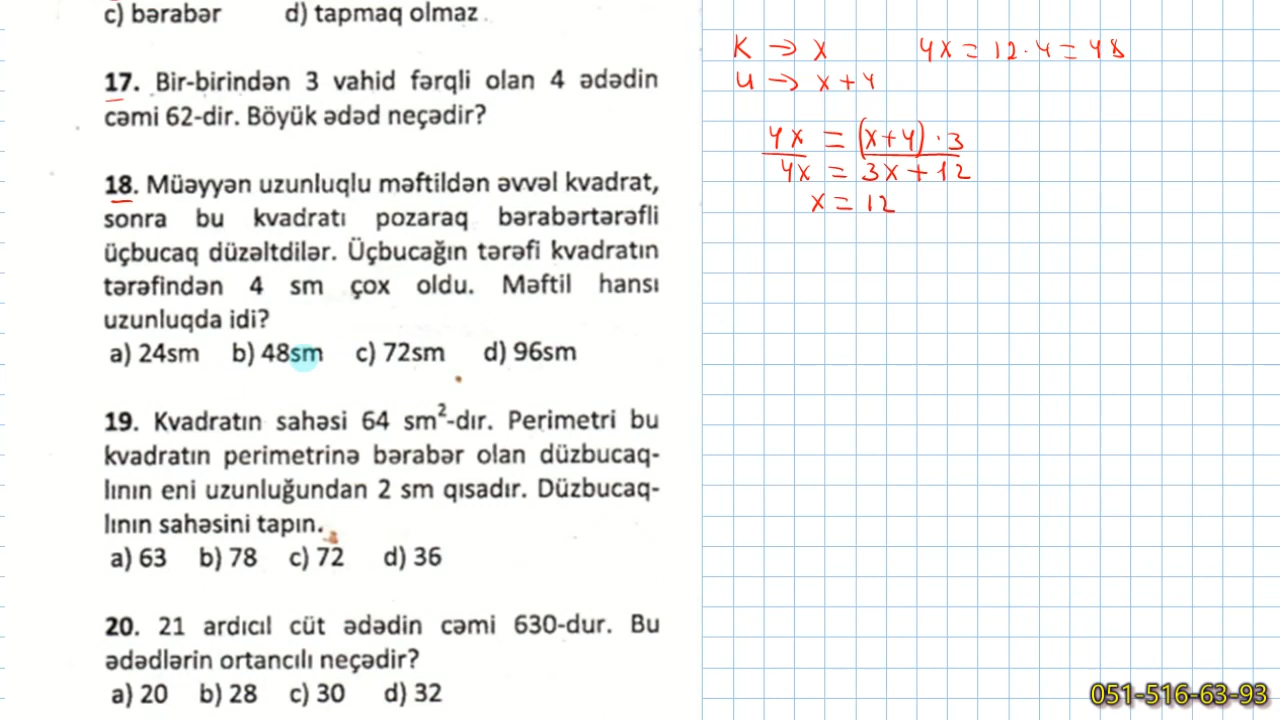 c) bərabər d) tapmaq olmaz
17. Bir-birindən 3 vahid fərqli olan 4 ədədin
cəmi 62-dir. Böyük ədəd neçədir?
18. Müəyyən uzunluqlu məftildən əvvəl kvadrat,
sonra bu kvadratı pozaraq bərabərtərəfli
üçbucaq düzəltdilər. Üçbucağın tərəfi kvadratın
tərəfindən 4 sm çox oldu. Məftil hansı
uzunluqda idi?
a) 24sm b) 48sm c) 72sm d) 96sm
19. Kvadratın sahəsi 64 sm²-dır. Perimetri bu
kvadratın perimetrinə bərabər olan düzbucaq-
lının eni uzunluğundan 2 sm qısadır. Düzbucaq-
lının sahəsini tapın.
a) 63 b) 78 c) 72 d) 36
20. 21 ardıcıl cüt ədədin cəmi 630-dur. Bu
ədədlərin ortancılı neçədir?
a) 20 b) 28 c) 30 d) 32
K → x 4x = 12·4 = 48
U → x+4
4x = (x+4)·3
4x = 3x+12
x = 12
051-516-63-93